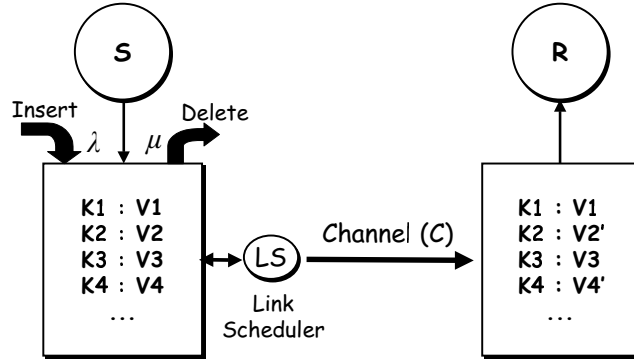 S
R
Insert
λ
μ
Delete
K1 : V1
K2 : V2
K3 : V3
K4 : V4
...
LS
Link
Scheduler
Channel (C)
K1 : V1
K2 : V2'
K3 : V3
K4 : V4'
...